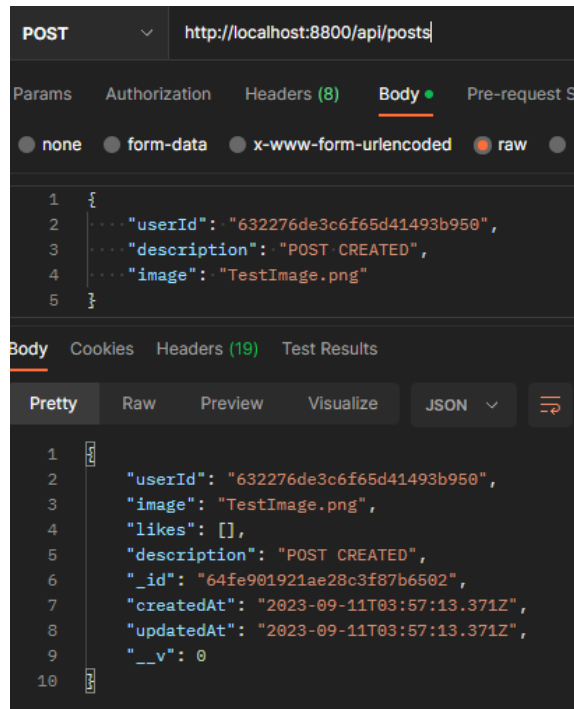 POST http://localhost:8800/api/posts
Params Authorization Headers (8) Body Pre-request S
none form-data x-www-form-urlencoded raw
1 {
2 "userId": "632276de3c6f65d41493b950",
3 "description": "POST CREATED",
4 "image": "TestImage.png"
5 }
Body Cookies Headers (19) Test Results
Pretty Raw Preview Visualize JSON
1 {
2 "userId": "632276de3c6f65d41493b950",
3 "image": "TestImage.png",
4 "likes": [],
5 "description": "POST CREATED",
6 "_id": "64fe901921ae28c3f87b6502",
7 "createdAt": "2023-09-11T03:57:13.371Z",
8 "updatedAt": "2023-09-11T03:57:13.371Z",
9 "__v": 0
10 }